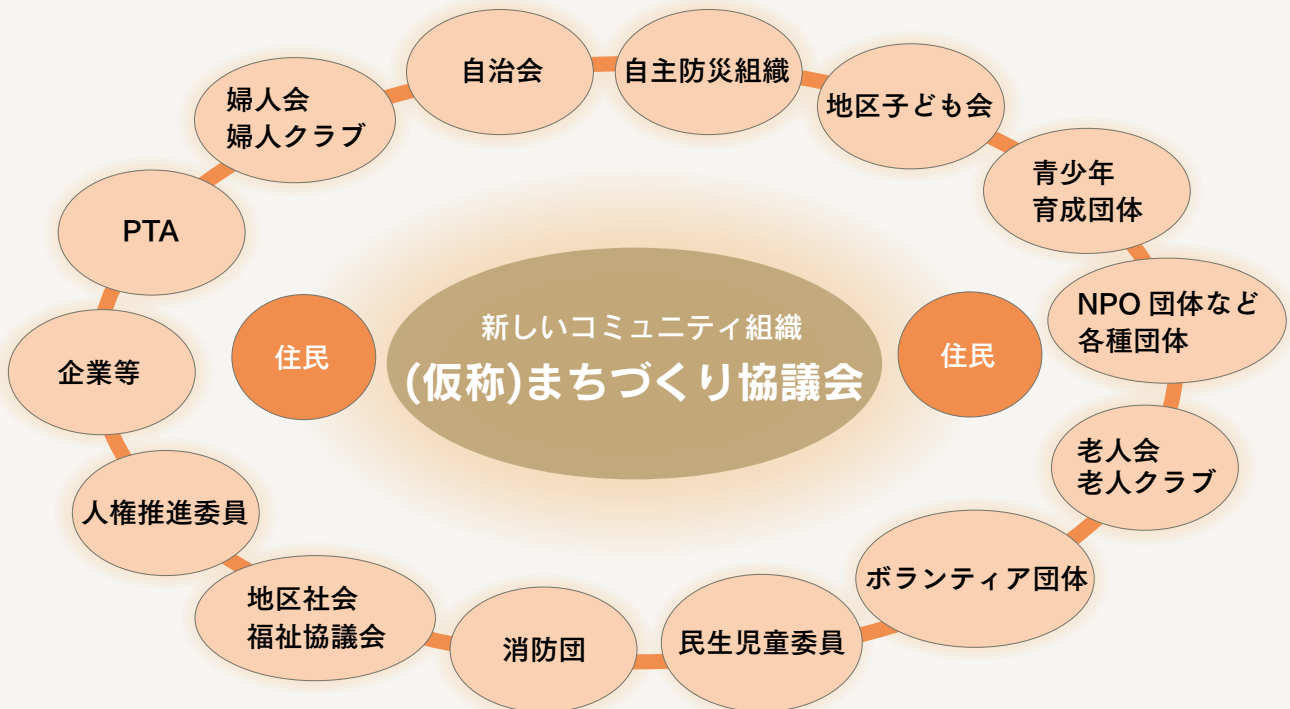 自治会
自主防災組織
地区子ども会
青少年
育成団体
NPO 団体など
各種団体
老人会
老人クラブ
ボランティア団体
民生児童委員
消防団
地区社会
福祉協議会
人権推進委員
企業等
PTA
婦人会
婦人クラブ
住民
新しいコミュニティ組織
(仮称)まちづくり協議会
住民